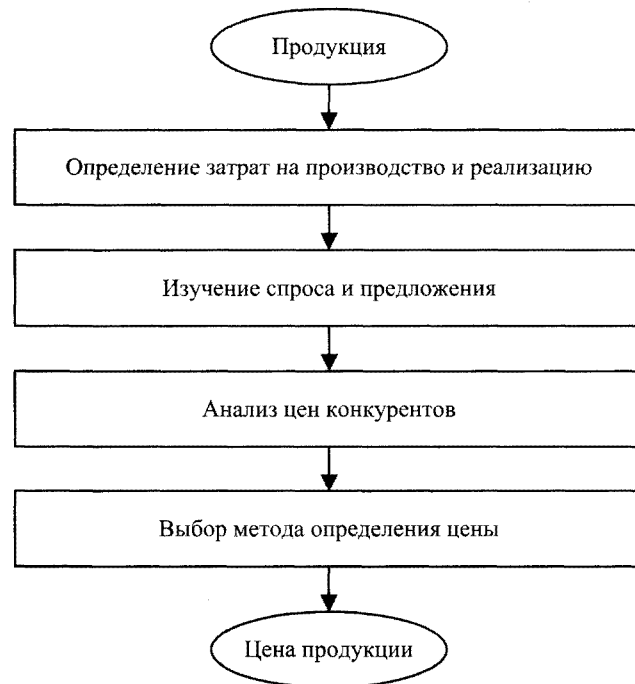 Продукция
Определение затрат на производство и реализацию
Изучение спроса и предложения
Анализ цен конкурентов
Выбор метода определения цены
Цена продукции